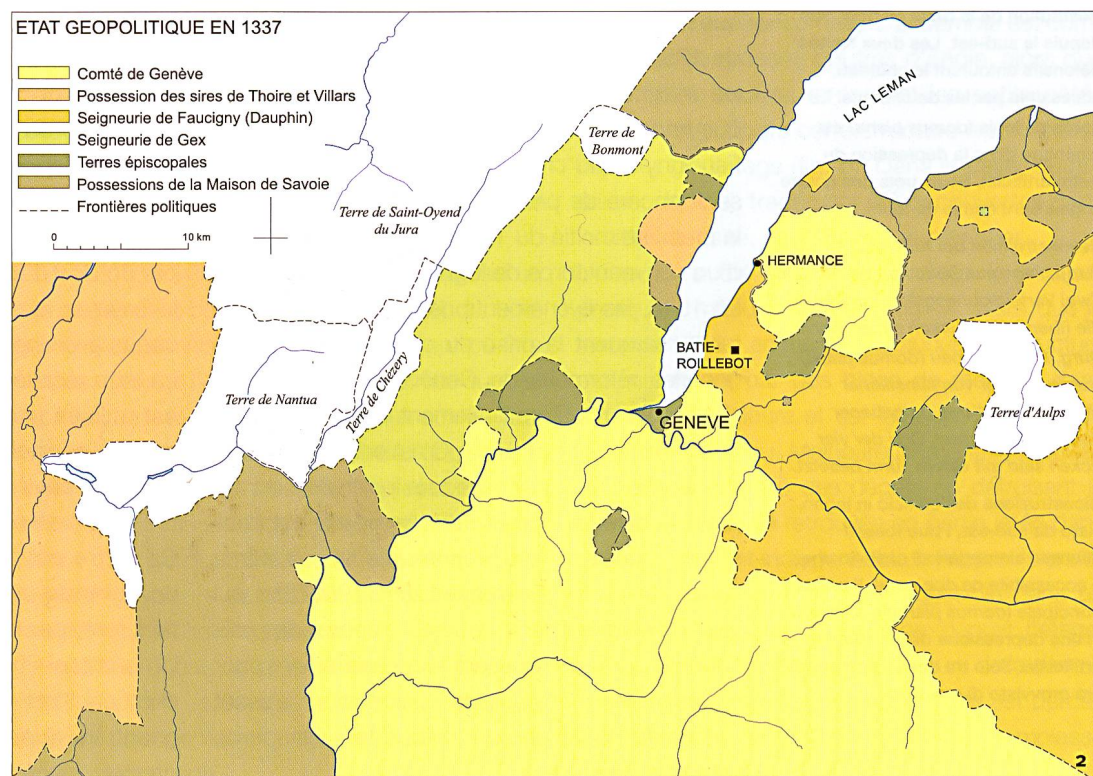 ETAT GEOPOLITIQUE EN 1337
Comté de Genève
Possession des sires de Thoire et Villars
Seigneurie de Faucigny (Dauphin)
Seigneurie de Gex
Terres épiscopales
Possessions de la Maison de Savoie
Frontières politiques
0 10 km
LAC LEMAN
Terre de
Bonmont
Terre de Saint-Oyend
du Jura
HERMANCE
BATIE-
ROILLEBOT
Terre de Chézery
Terre de Nantua
GENEVE
Terre d'Aulps
2